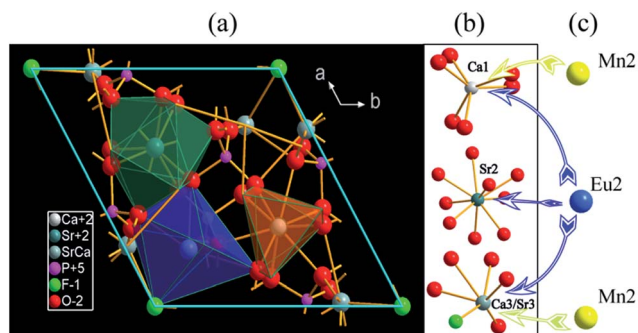 (a)
(b)
(c)
a
b
Ca1
Mn2
Sr2
Eu2
Ca+2
Sr+2
SrCa
P+5
F-1
O-2
Ca3/Sr3
Mn2